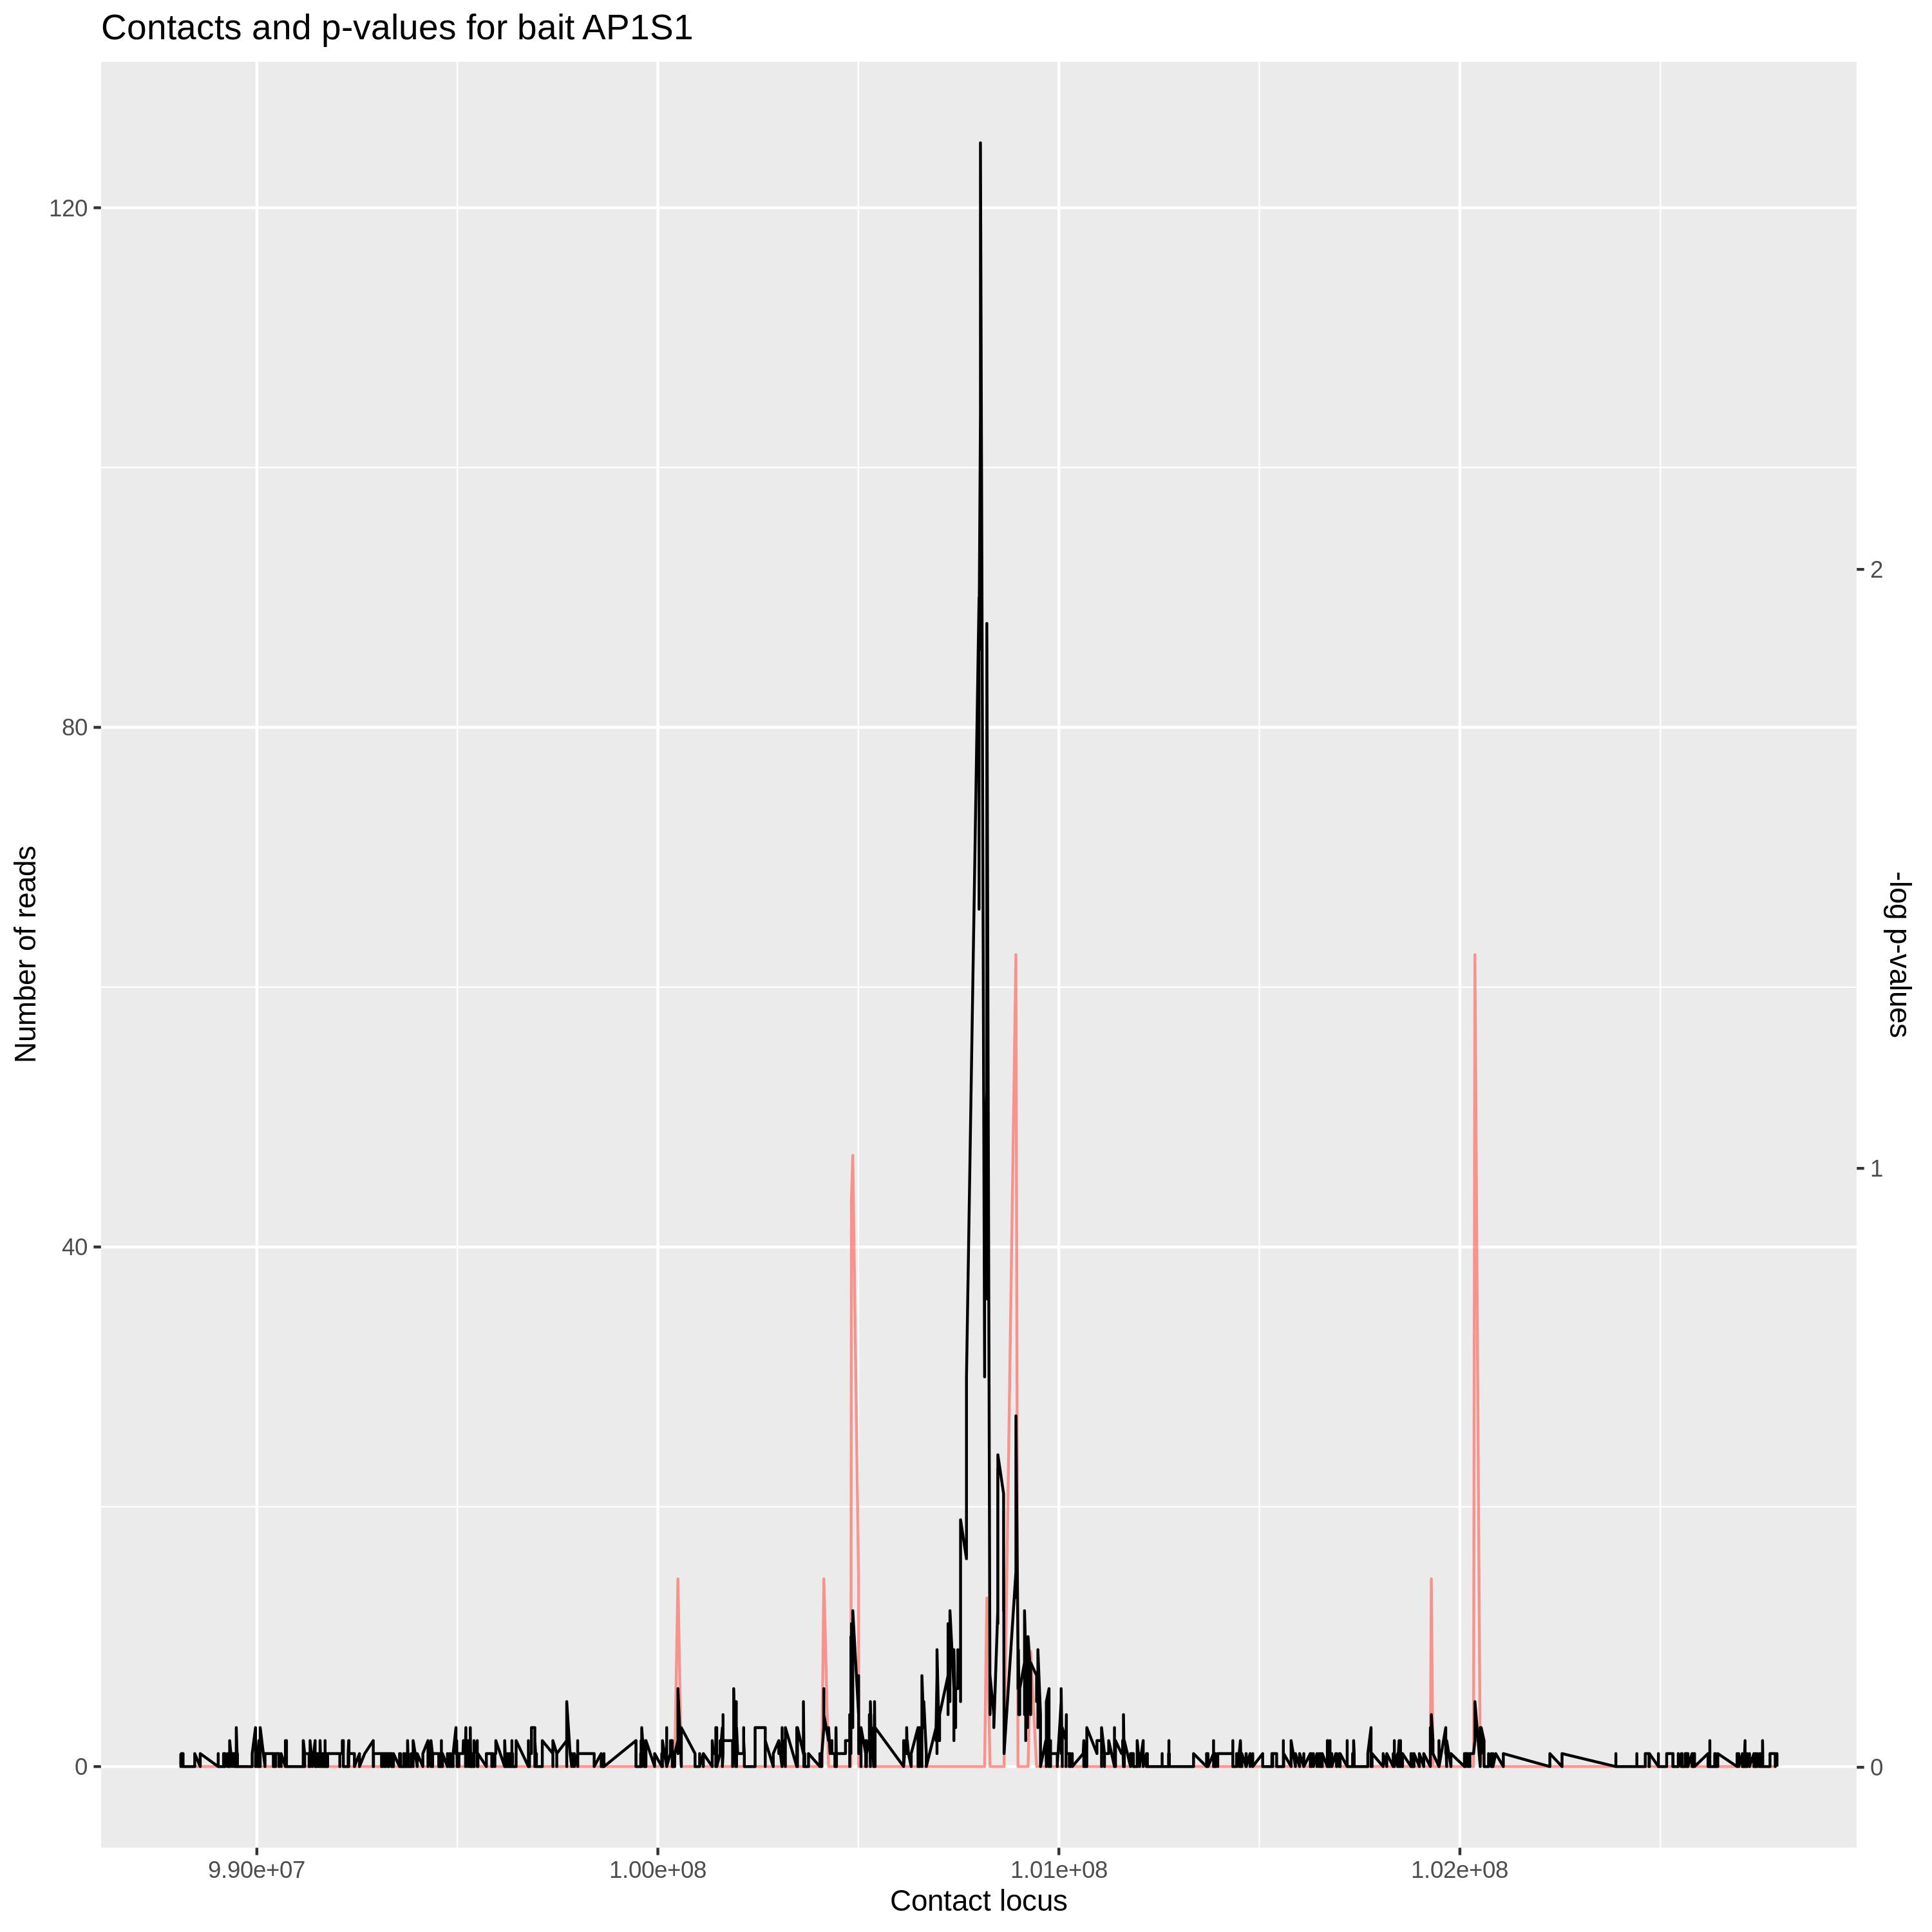 Contacts and p-values for bait AP1S1
120
80
40
0
Number of reads
2
1
0
-log p-values
9.90e+07
1.00e+08
1.01e+08
1.02e+08
Contact locus